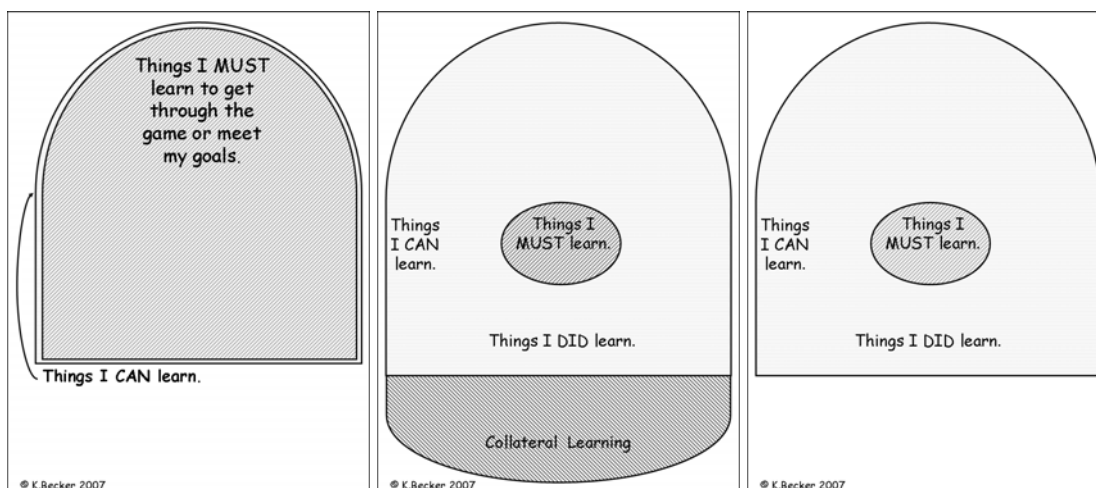 Things I MUST
learn to get
through the
game or meet
my goals.
Things I CAN learn.
© K.Becker 2007
Things
I CAN
learn.
Things I
MUST learn.
Things I DID learn.
Collateral Learning
© K.Becker 2007
Things
I CAN
learn.
Things I
MUST learn.
Things I DID learn.
© K.Becker 2007